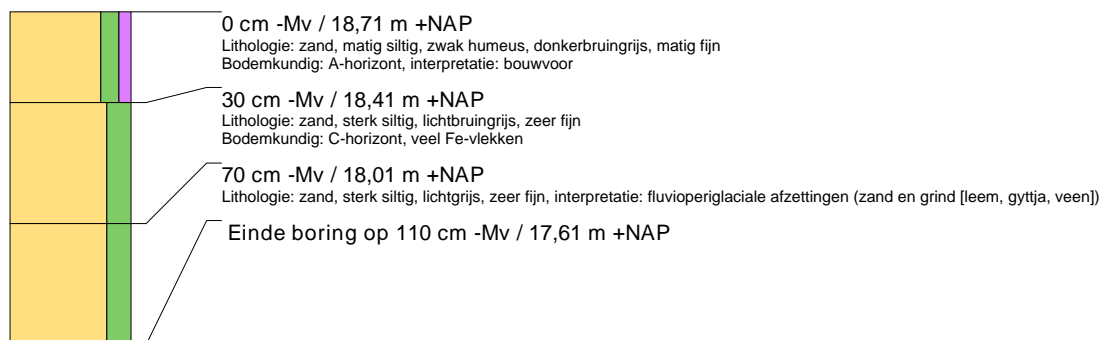 0 cm -Mv / 18,71 m +NAP
Lithologie: zand, matig siltig, zwak humeus, donkerbruingrijs, matig fijn
Bodemkundig: A-horizont, interpretatie: bouwvoor
30 cm -Mv / 18,41 m +NAP
Lithologie: zand, sterk siltig, lichtbruingrijs, zeer fijn
Bodemkundig: C-horizont, veel Fe-vlekken
70 cm -Mv / 18,01 m +NAP
Lithologie: zand, sterk siltig, lichtgrijs, zeer fijn, interpretatie: fluvioperiglaciale afzettingen (zand en grind [leem, gyttja, veen])
Einde boring op 110 cm -Mv / 17,61 m +NAP